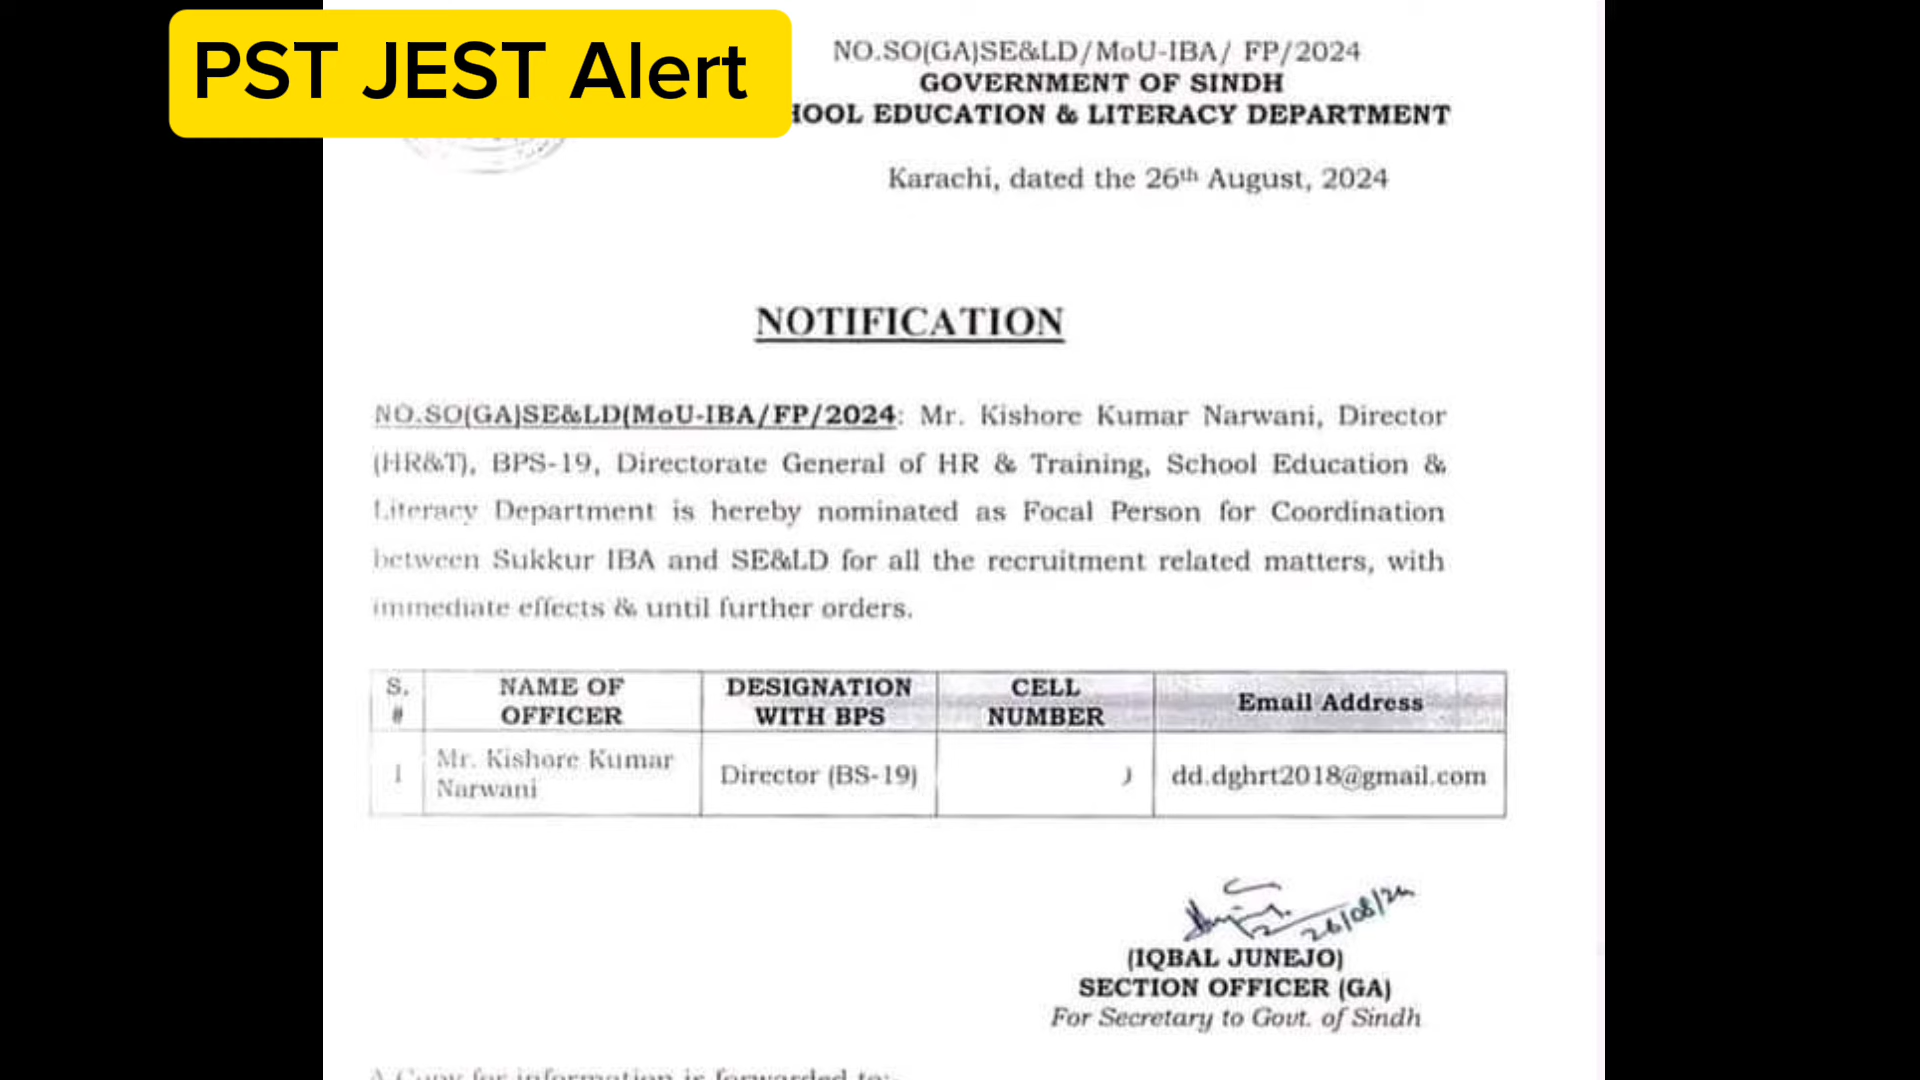 PST JEST Alert
NO.SO(GA)SE&LD/MoU-IBA/ FP/2024
GOVERNMENT OF SINDH
HOOL EDUCATION & LITERACY DEPARTMENT
Karachi, dated the 26th August, 2024
NOTIFICATION
NO.SO(GA)SE&LD(MoU-IBA/FP/2024: Mr. Kishore Kumar Narwani, Director
(HR&T), BPS-19, Directorate General of HR & Training, School Education &
Literacy Department is hereby nominated as Focal Person for Coordination
between Sukkur IBA and SE&LD for all the recruitment related matters, with
immediate effects & until further orders.
S. #
NAME OF OFFICER
DESIGNATION WITH BPS
CELL NUMBER
Email Address
1
Mr. Kishore Kumar Narwani
Director (BS-19)
dd.dghrt2018@gmail.com
26/08/24
(IQBAL JUNEJO)
SECTION OFFICER (GA)
For Secretary to Govt. of Sindh
A Copy for information is forwarded to:-